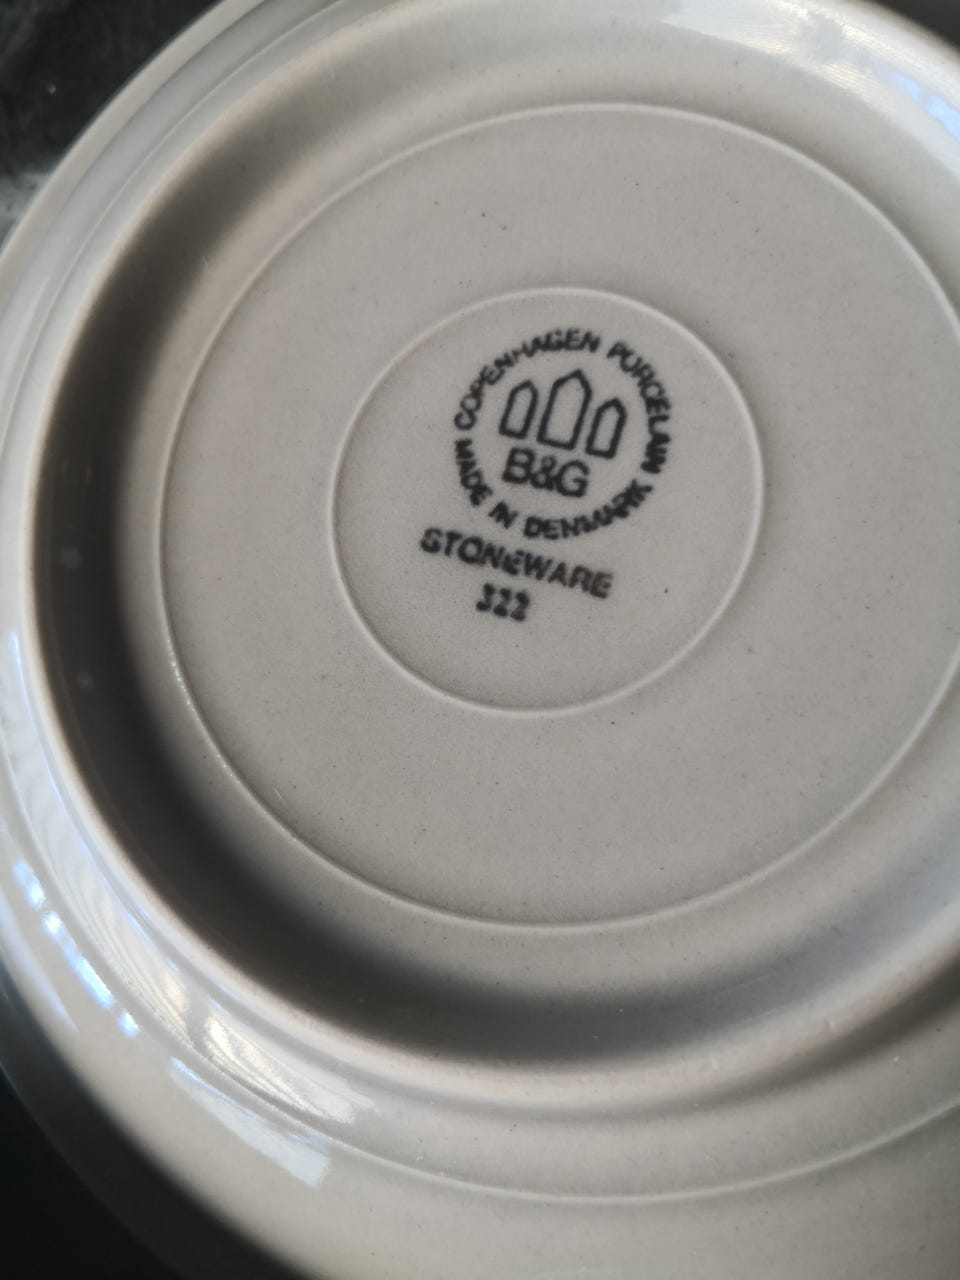 COPENHAGEN PORCELAIN
B&G
MADE IN DENMARK
STONEWARE
322